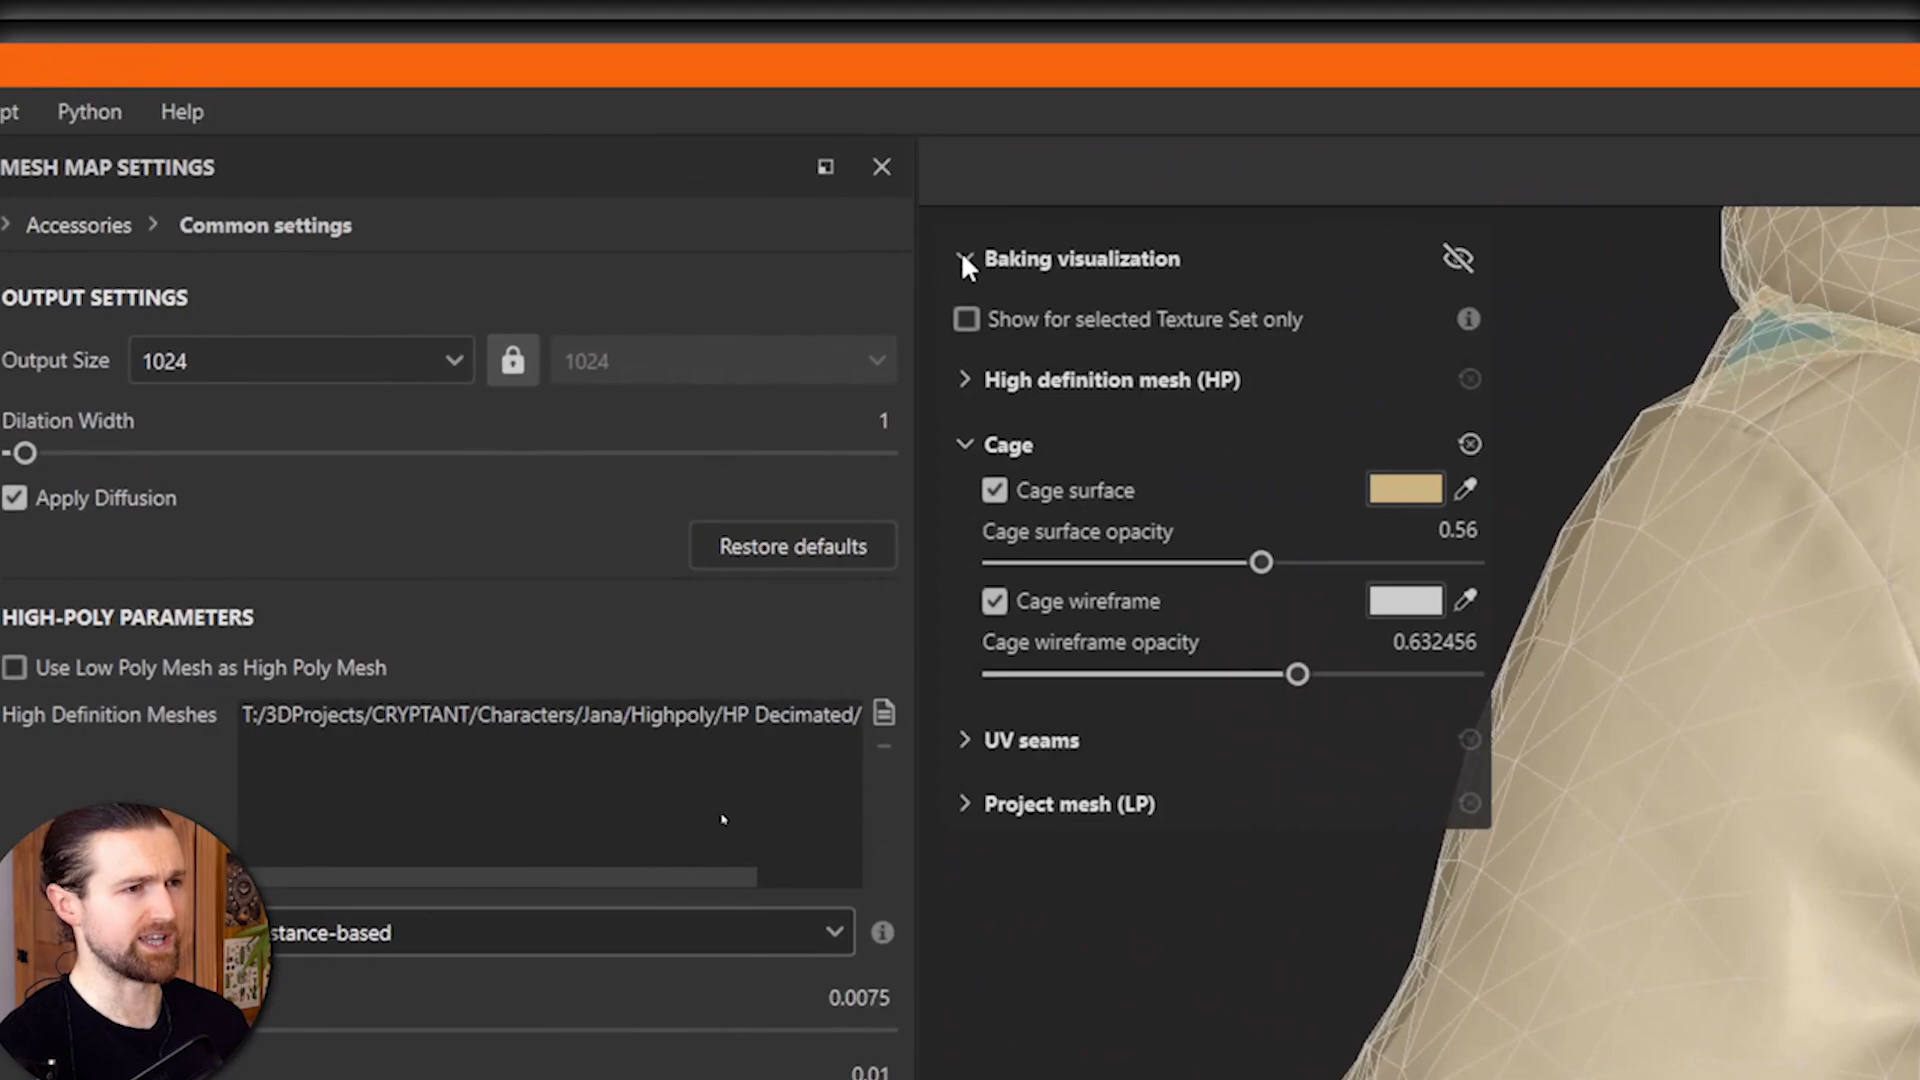 pt Python Help
MESH MAP SETTINGS
Accessories Common settings
OUTPUT SETTINGS
Output Size 1024 1024
Dilation Width 1
Apply Diffusion
Restore defaults
HIGH-POLY PARAMETERS
Use Low Poly Mesh as High Poly Mesh
High Definition Meshes T:/3DProjects/CRYPTANT/Characters/Jana/Highpoly/HP Decimated/
stance-based
0.0075
0.01
Baking visualization
Show for selected Texture Set only
High definition mesh (HP)
Cage
Cage surface
Cage surface opacity 0.56
Cage wireframe
Cage wireframe opacity 0.632456
UV seams
Project mesh (LP)